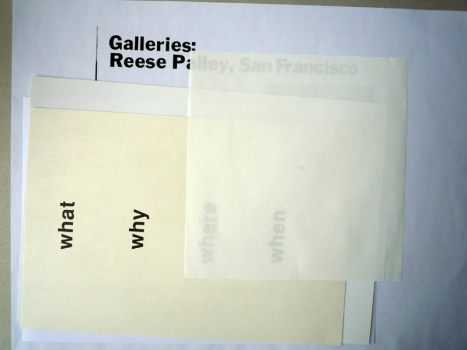 Galleries:
Reese Palley, San Francisco
what
why
where
when